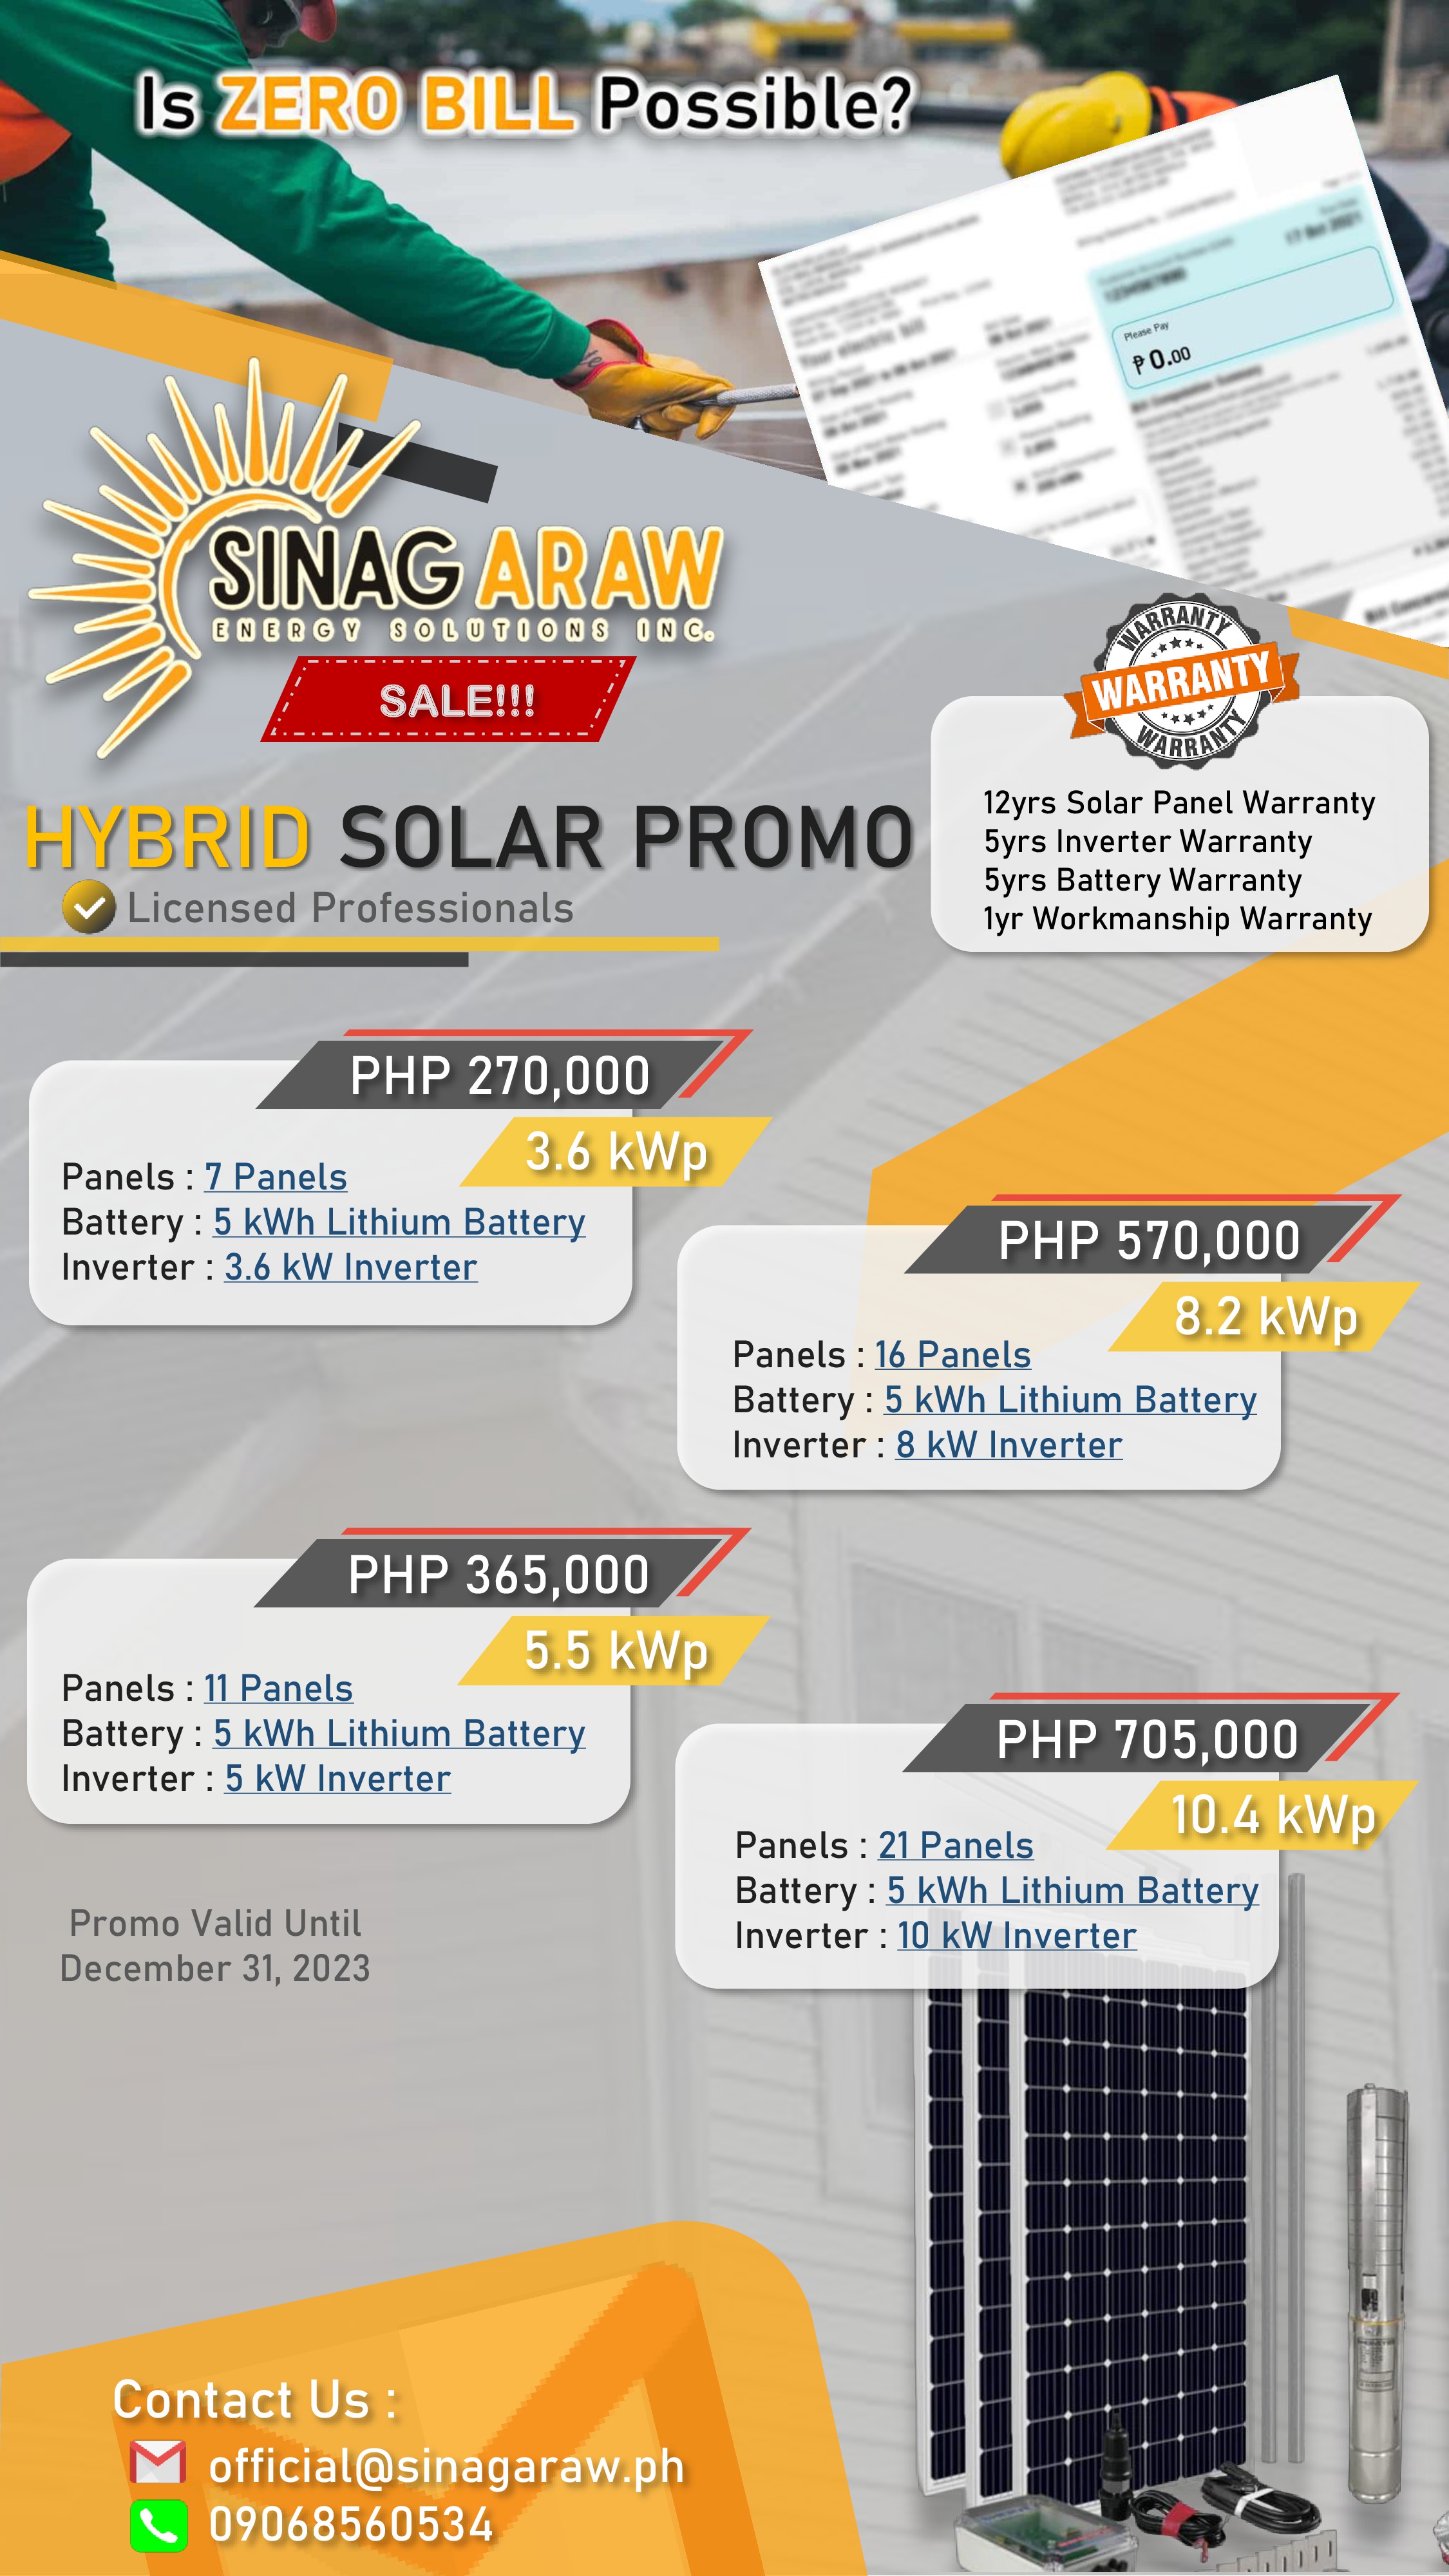 Is ZERO BILL Possible?
Your electric bill
Please Pay
₱ 0.00
SINAG ARAW
ENERGY SOLUTIONS INC.
SALE!!!
WARRANTY
WARRANTY
WARRANTY
HYBRID SOLAR PROMO
Licensed Professionals
12yrs Solar Panel Warranty
5yrs Inverter Warranty
5yrs Battery Warranty
1yr Workmanship Warranty
PHP 270,000
3.6 kWp
Panels : 7 Panels
Battery : 5 kWh Lithium Battery
Inverter : 3.6 kW Inverter
PHP 570,000
8.2 kWp
Panels : 16 Panels
Battery : 5 kWh Lithium Battery
Inverter : 8 kW Inverter
PHP 365,000
5.5 kWp
Panels : 11 Panels
Battery : 5 kWh Lithium Battery
Inverter : 5 kW Inverter
PHP 705,000
10.4 kWp
Panels : 21 Panels
Battery : 5 kWh Lithium Battery
Inverter : 10 kW Inverter
Promo Valid Until
December 31, 2023
Contact Us :
official@sinagaraw.ph
09068560534